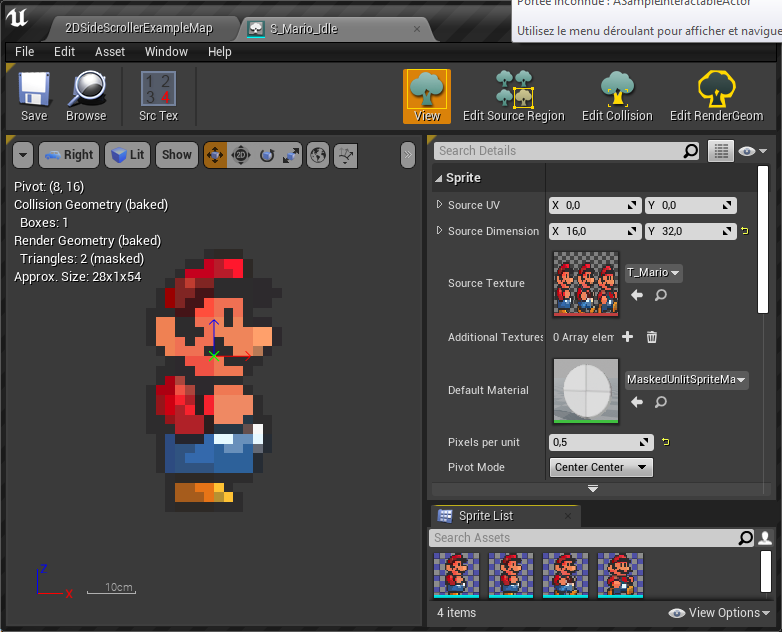 Portée inconnue : ASampleInteractableActor
Utilisez le menu déroulant pour afficher et navigue
2DSideScrollerExampleMap
S_Mario_Idle
File Edit Asset Window Help
Save Browse Src Tex View Edit Source Region Edit Collision Edit RenderGeom
1 2
3 4
Right Lit Show
Pivot: (8, 16)
Collision Geometry (baked)
Boxes: 1
Render Geometry (baked)
Triangles: 2 (masked)
Approx. Size: 28x1x54
Z
X
10cm
Search Details
Sprite
Source UV X 0,0 Y 0,0
Source Dimension X 16,0 Y 32,0
Source Texture T_Mario
Additional Textures 0 Array elem
Default Material MaskedUnlitSpriteMa
Pixels per unit 0,5
Pivot Mode Center Center
Sprite List
Search Assets
4 items View Options